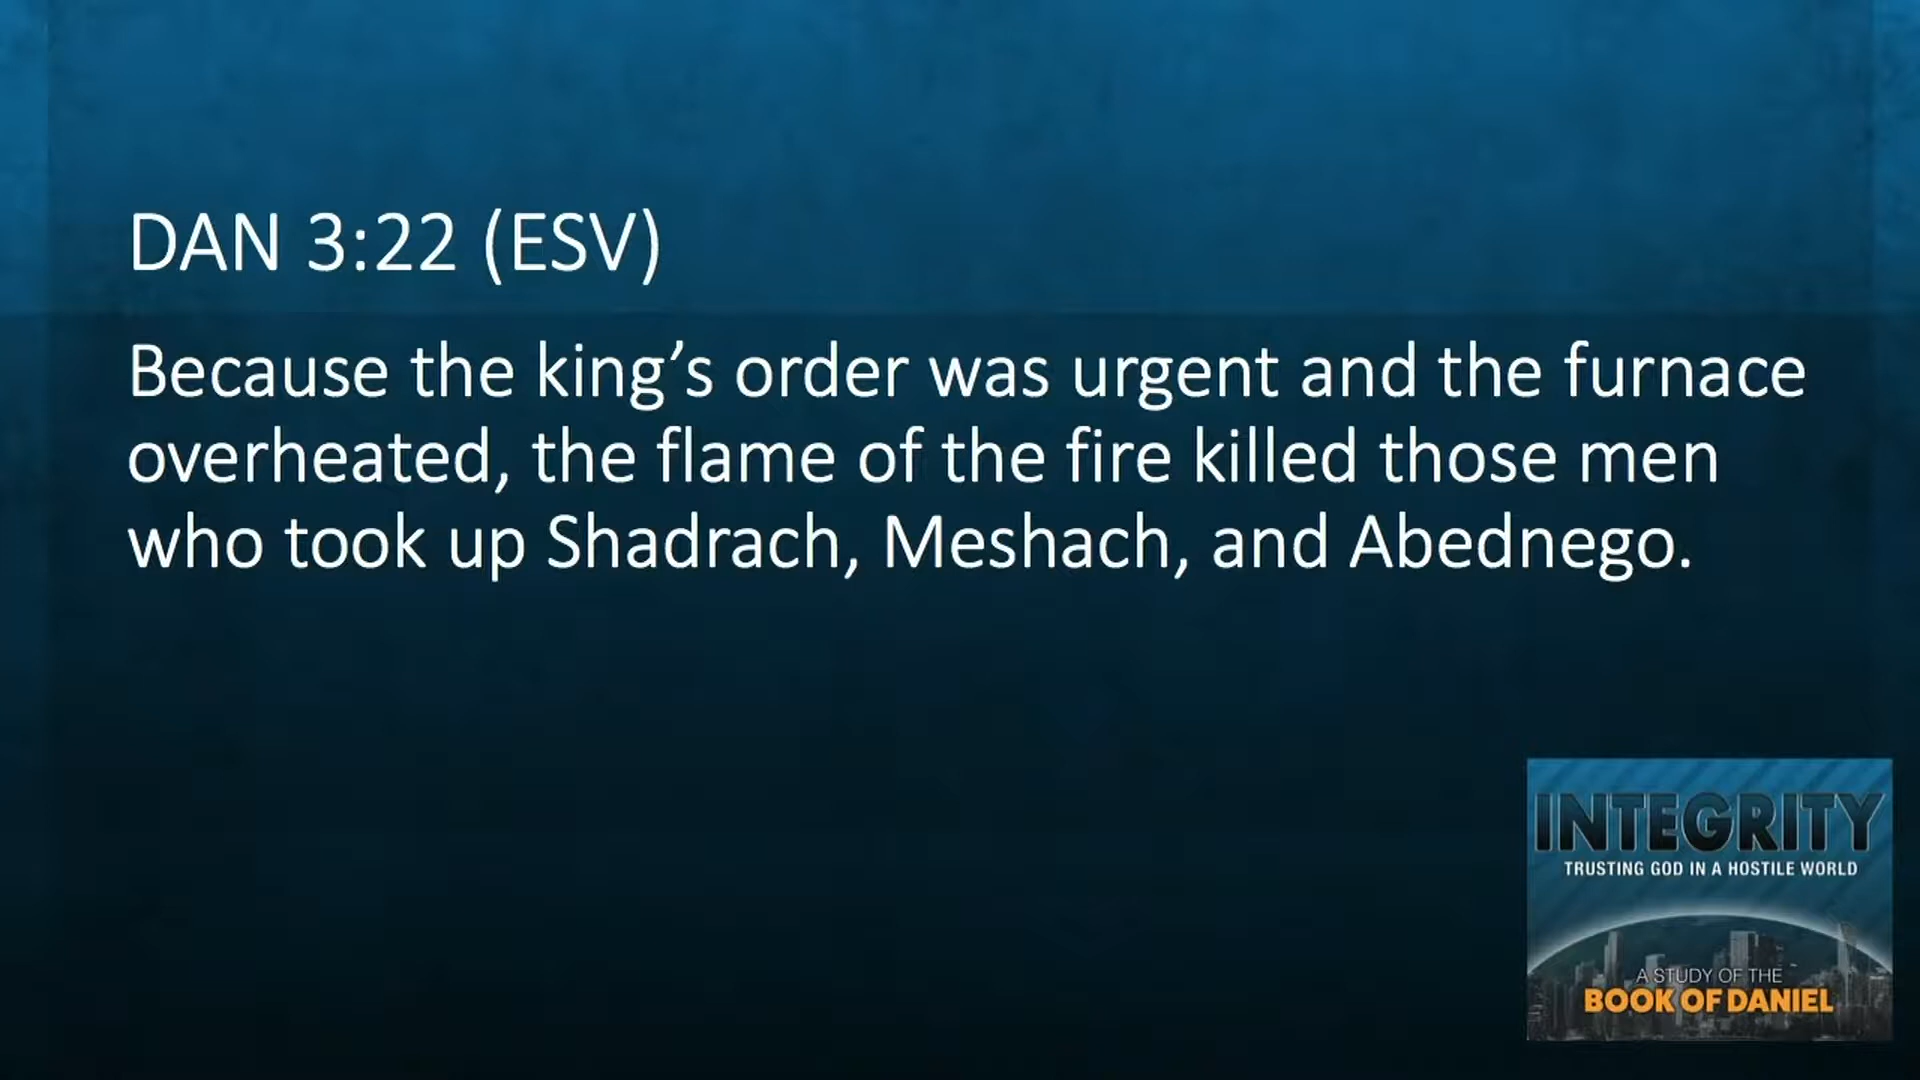 DAN 3:22 (ESV)
Because the king’s order was urgent and the furnace
overheated, the flame of the fire killed those men
who took up Shadrach, Meshach, and Abednego.
INTEGRITY
TRUSTING GOD IN A HOSTILE WORLD
A STUDY OF THE
BOOK OF DANIEL